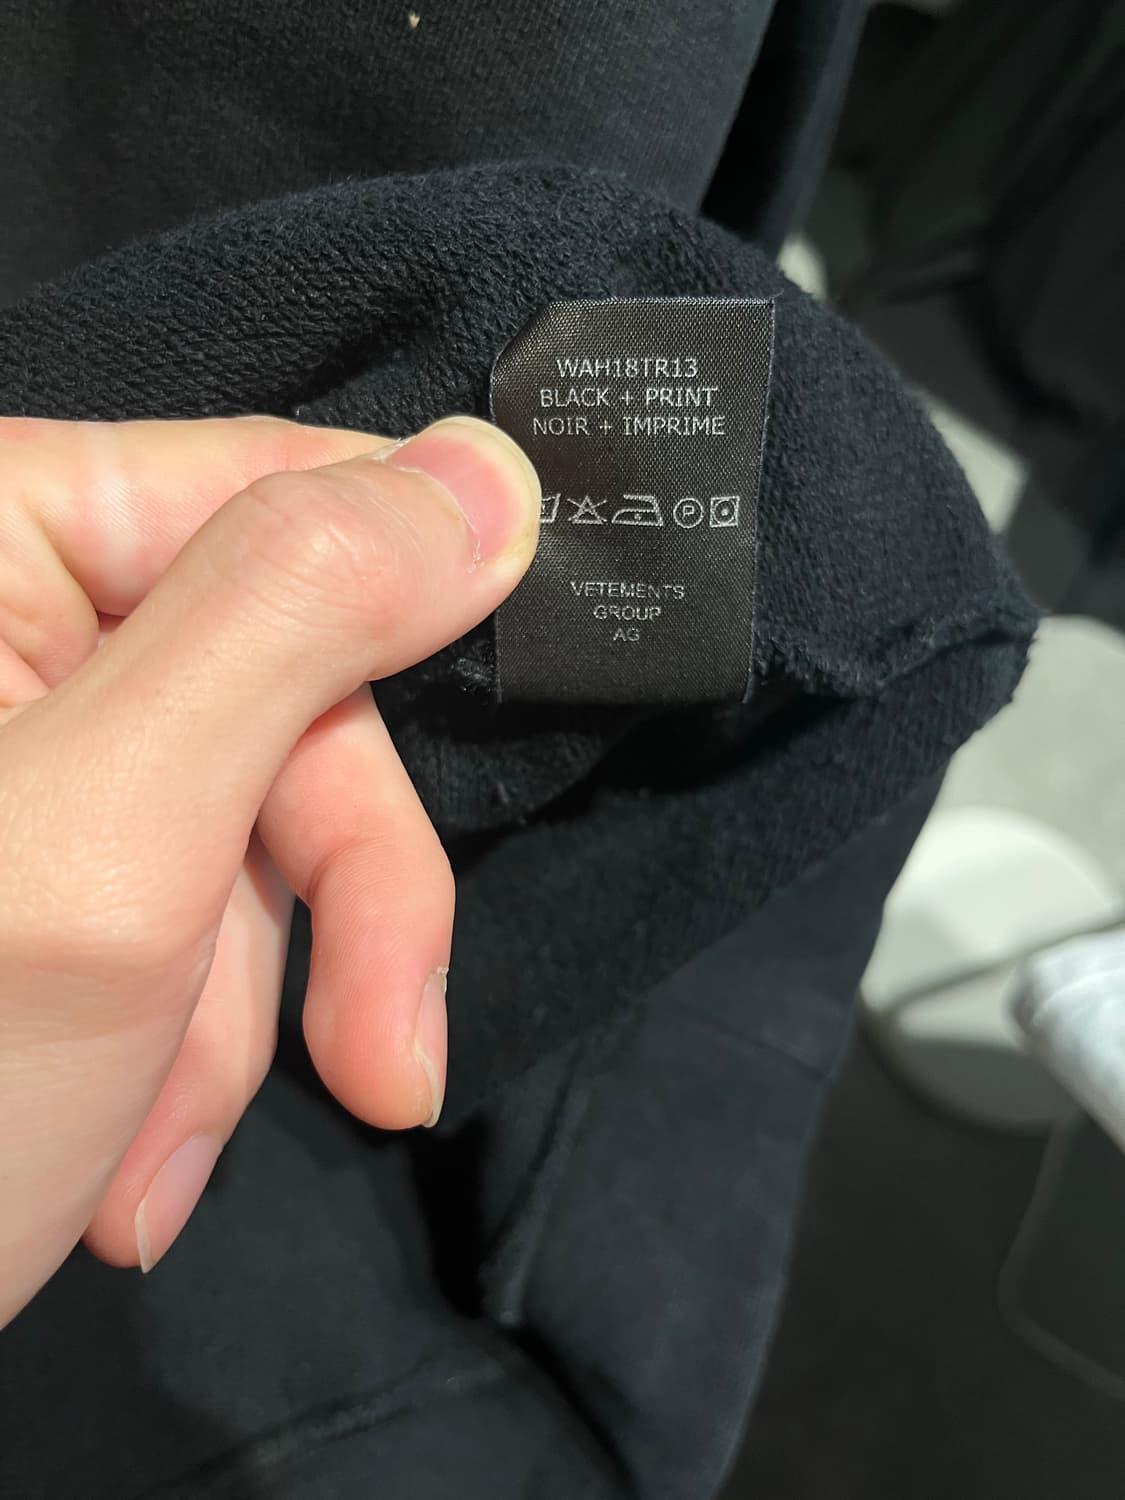 WAH18TR13
BLACK + PRINT
NOIR + IMPRIME
P
VETEMENTS
GROUP
AG